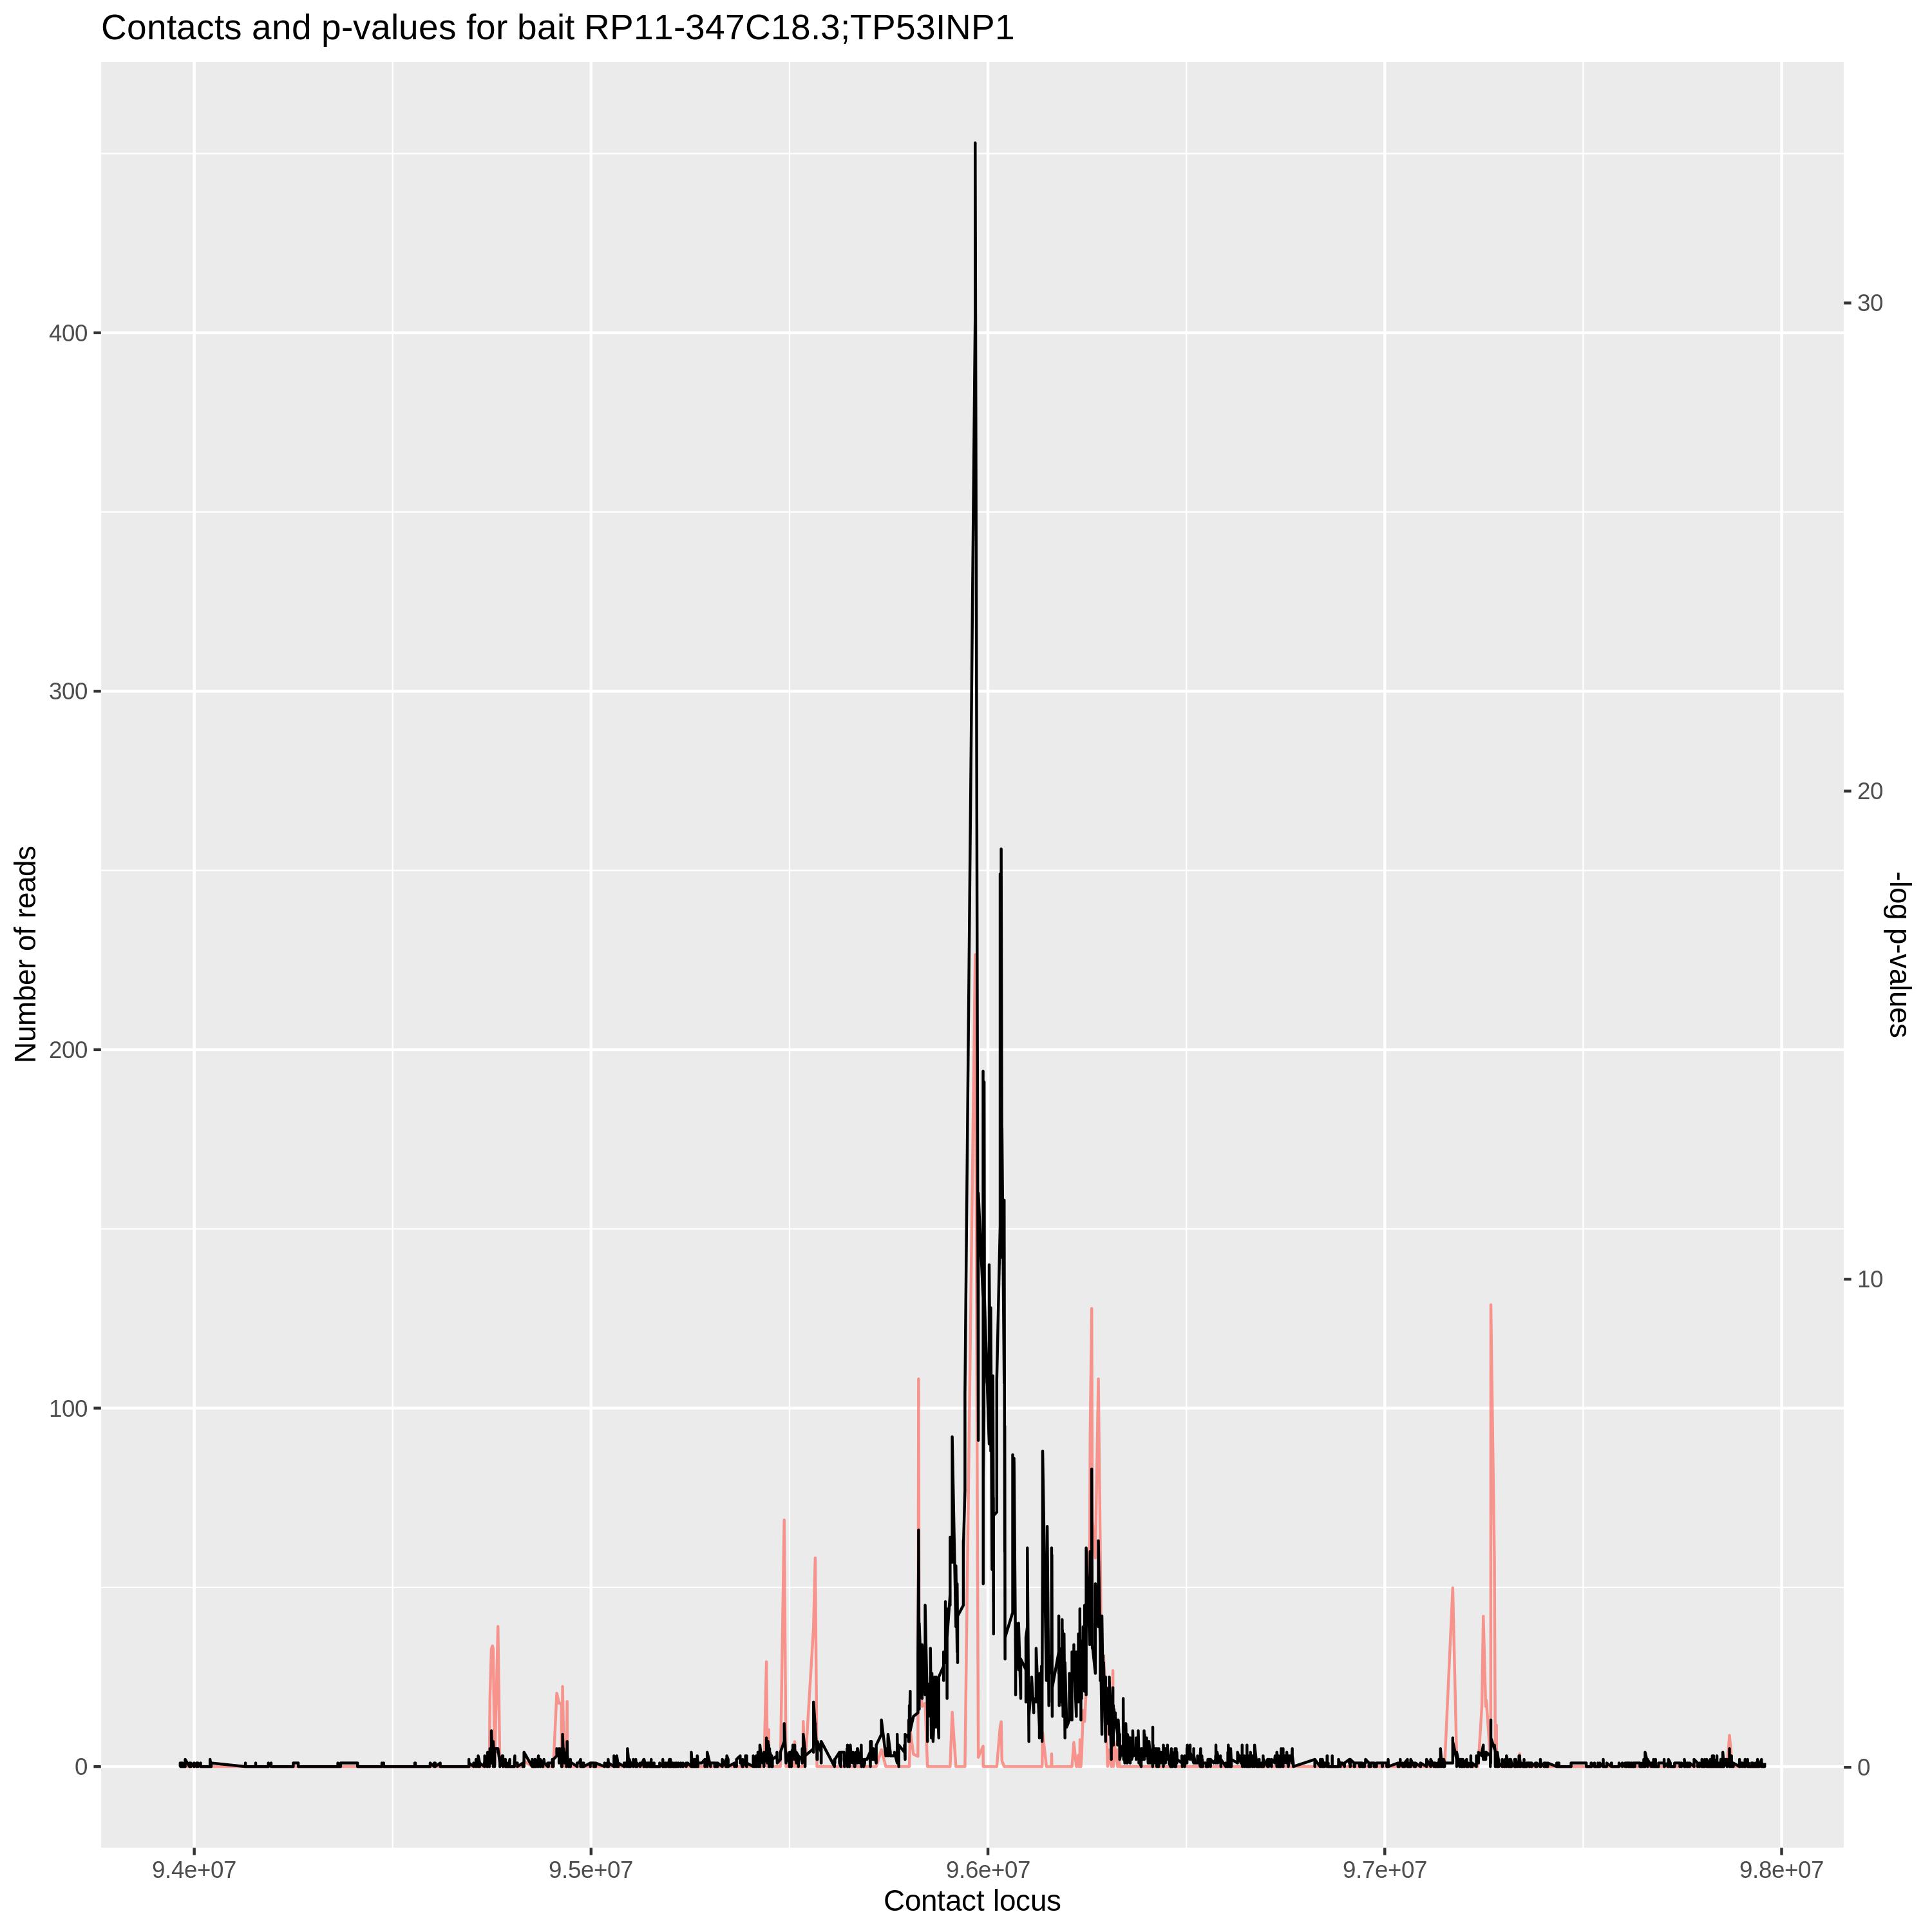 Contacts and p-values for bait RP11-347C18.3;TP53INP1
Number of reads
400
300
200
100
0
30
20
10
0
-log p-values
9.4e+07
9.5e+07
9.6e+07
9.7e+07
9.8e+07
Contact locus